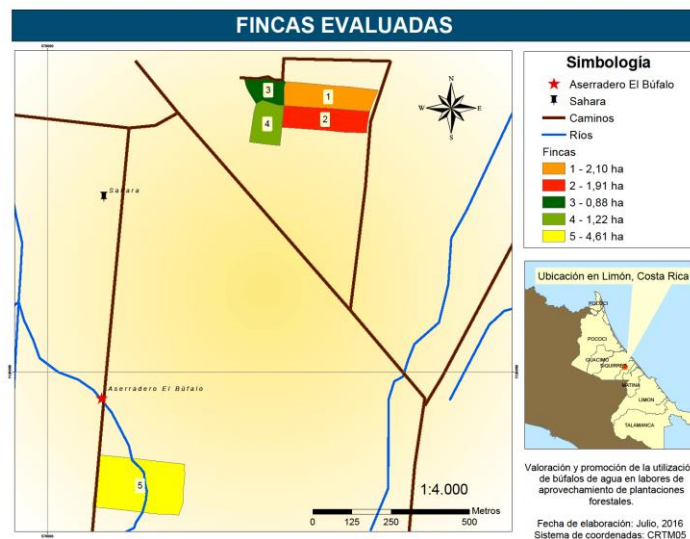 FINCAS EVALUADAS
3
1
4
2
N
W
E
S
Sahara
Aserradero El Búfalo
5
1:4.000
Metros
0
125
250
500
Simbología
Aserradero El Búfalo
Sahara
Caminos
Ríos
Fincas
1 - 2,10 ha
2 - 1,91 ha
3 - 0,88 ha
4 - 1,22 ha
5 - 4,61 ha
Ubicación en Limón, Costa Rica
POCOCI
POCOCI
GUACIMO
SIQUIRRES
MATINA
LIMON
TALAMANCA
Valoración y promoción de la utilización
de búfalos de agua en labores de
aprovechamiento de plantaciones
forestales.
Fecha de elaboración: Julio, 2016
Sistema de coordenadas: CRTM05